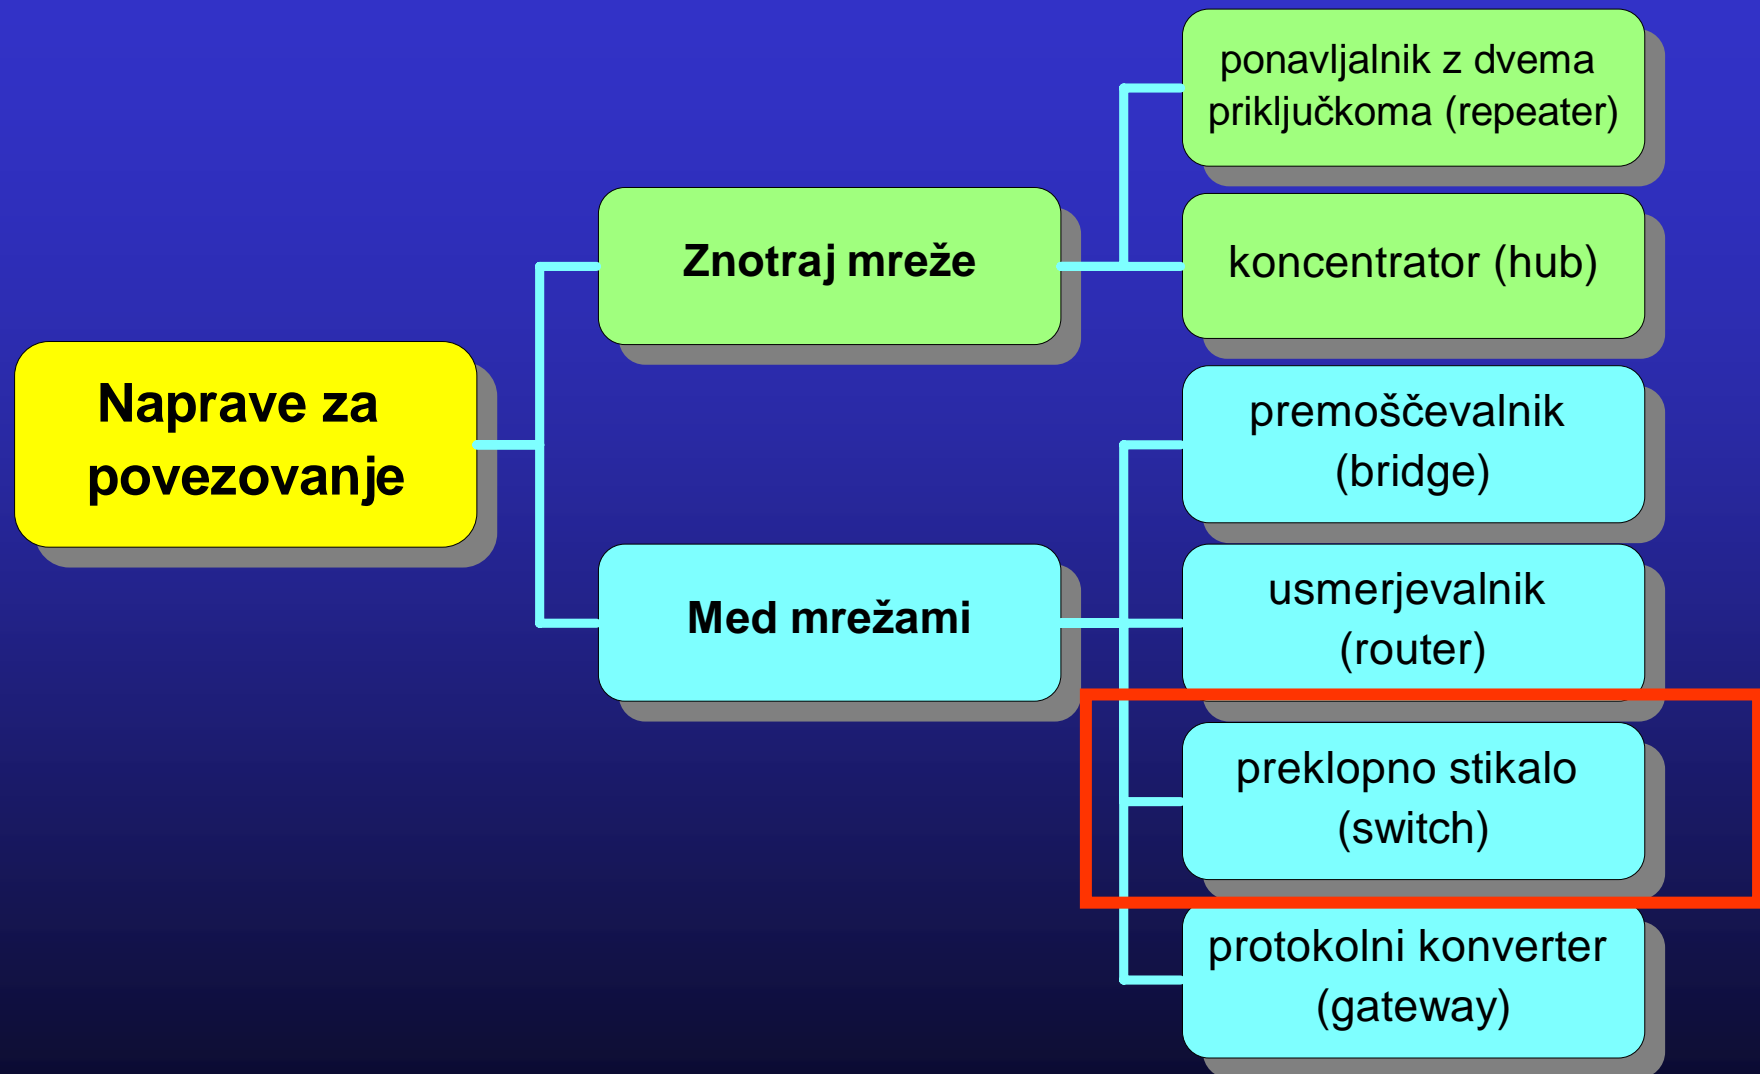 ponavljalnik z dvema
priključkoma (repeater)
Znotraj mreže
koncentrator (hub)
Naprave za
povezovanje
premoščevalnik
(bridge)
Med mrežami
usmerjevalnik
(router)
preklopno stikalo
(switch)
protokolni konverter
(gateway)